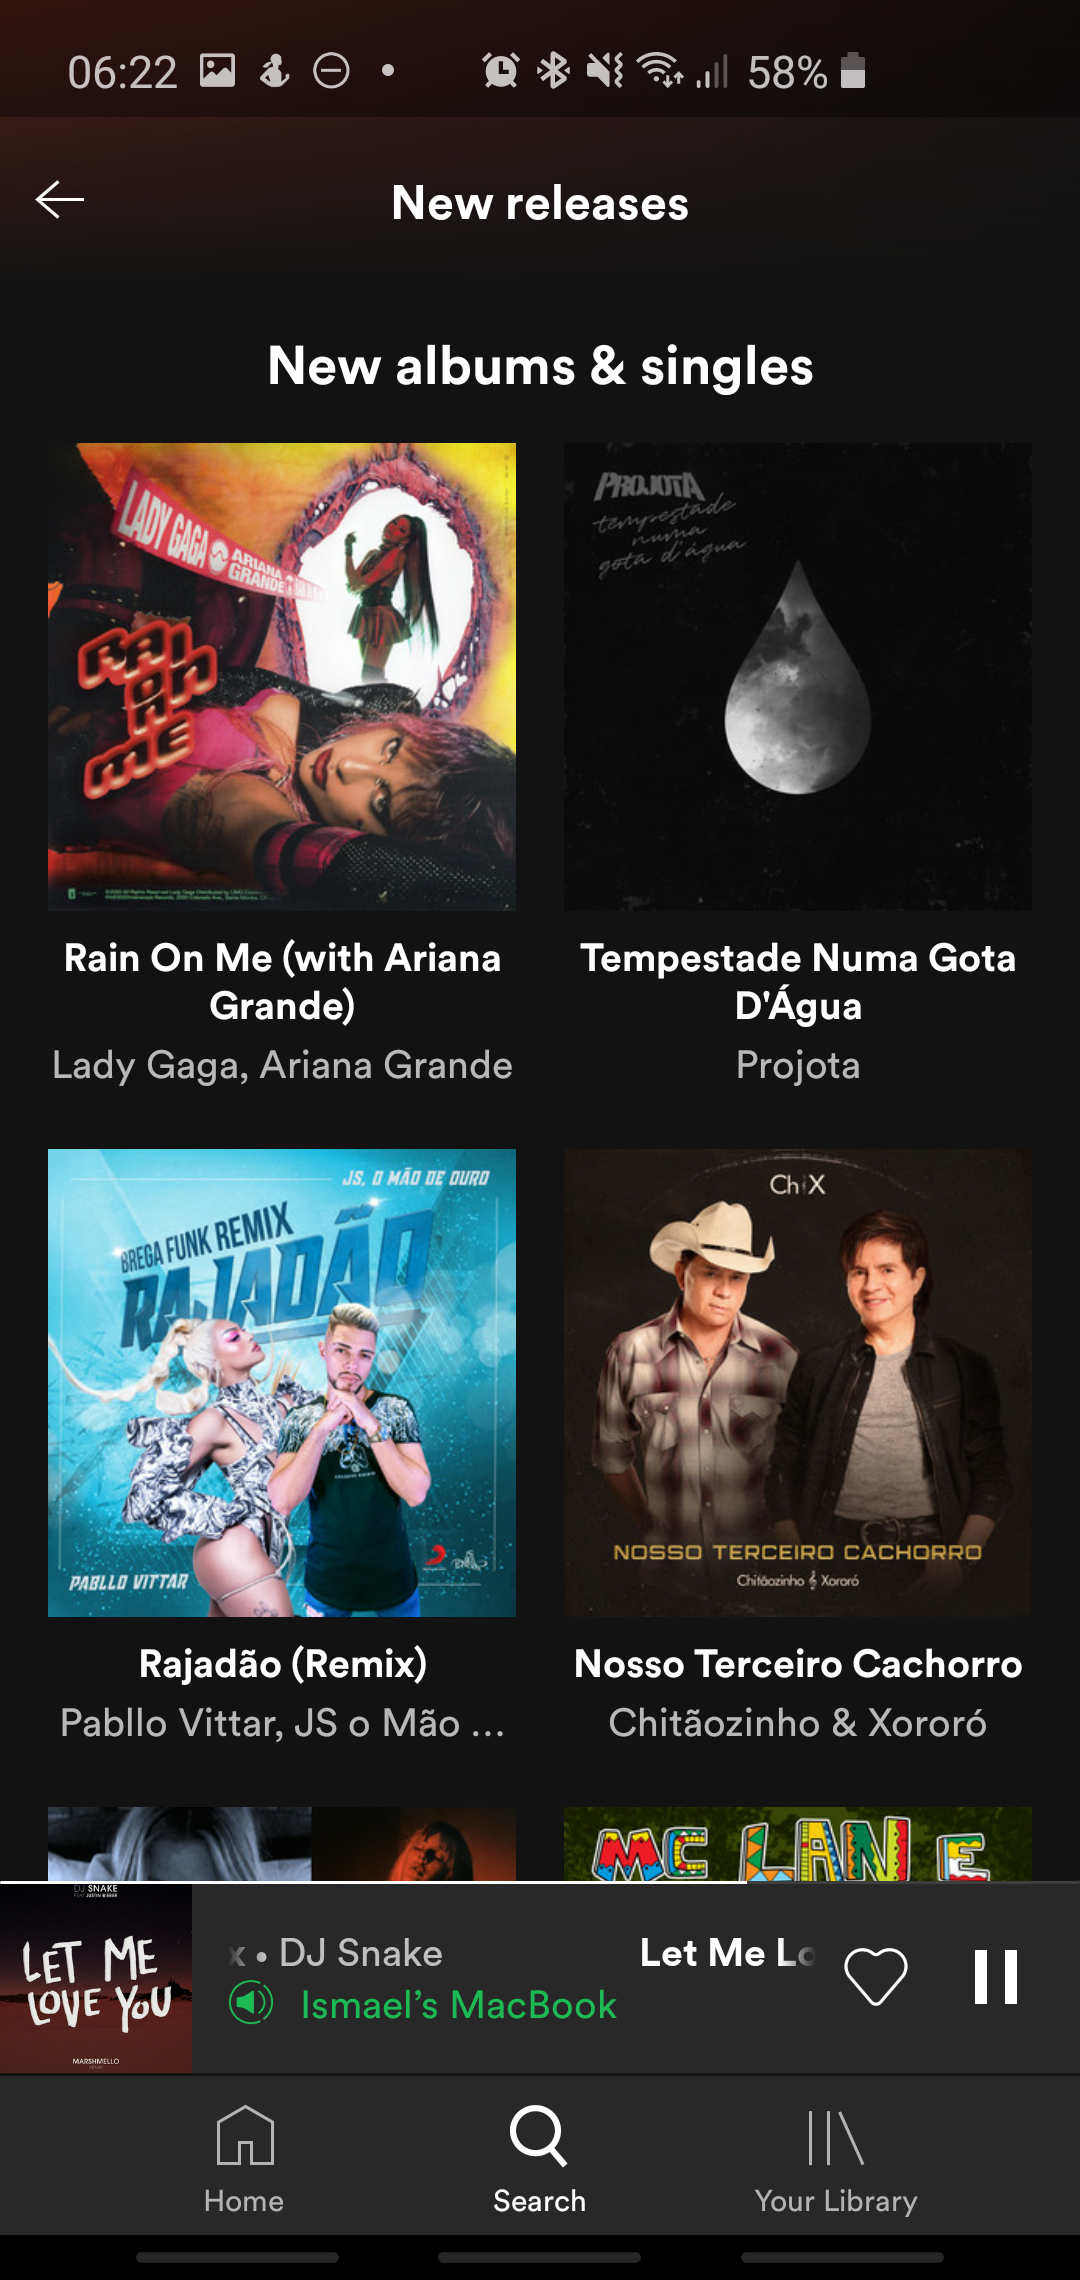 06:22
58%
New releases
New albums & singles
LADY GAGA
ARIANA
GRANDE
RAIN
ON
ME
PROJOTA
tempestade
numa
gota d'água
Rain On Me (with Ariana
Grande)
Lady Gaga, Ariana Grande
Tempestade Numa Gota
D'Água
Projota
JS, O MÃO DE OURO
BREGA FUNK REMIX
RAJADÃO
PABLLO VITTAR
Ch X
NOSSO TERCEIRO CACHORRO
Chitãozinho & Xororó
Rajadão (Remix)
Pabllo Vittar, JS o Mão ...
Nosso Terceiro Cachorro
Chitãozinho & Xororó
MC LAN E
DJ SNAKE
FEAT JUSTIN BIEBER
LET ME
LOVE YOU
MARSHMELLO
x • DJ Snake
Let Me Lo
Ismael's MacBook
Home
Search
Your Library